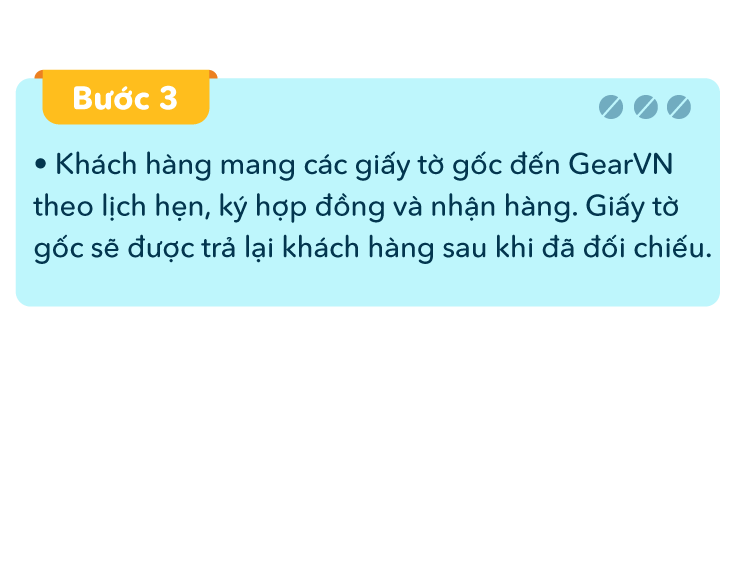 Bước 3
• Khách hàng mang các giấy tờ gốc đến GearVN
theo lịch hẹn, ký hợp đồng và nhận hàng. Giấy tờ
gốc sẽ được trả lại khách hàng sau khi đã đối chiếu.